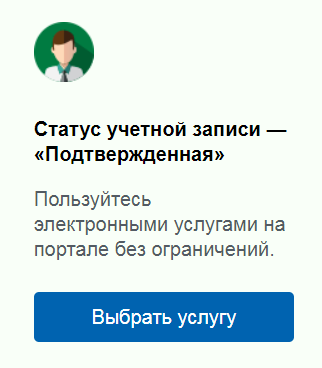 Статус учетной записи —
«Подтвержденная»
Пользуйтесь
электронными услугами на
портале без ограничений.
Выбрать услугу